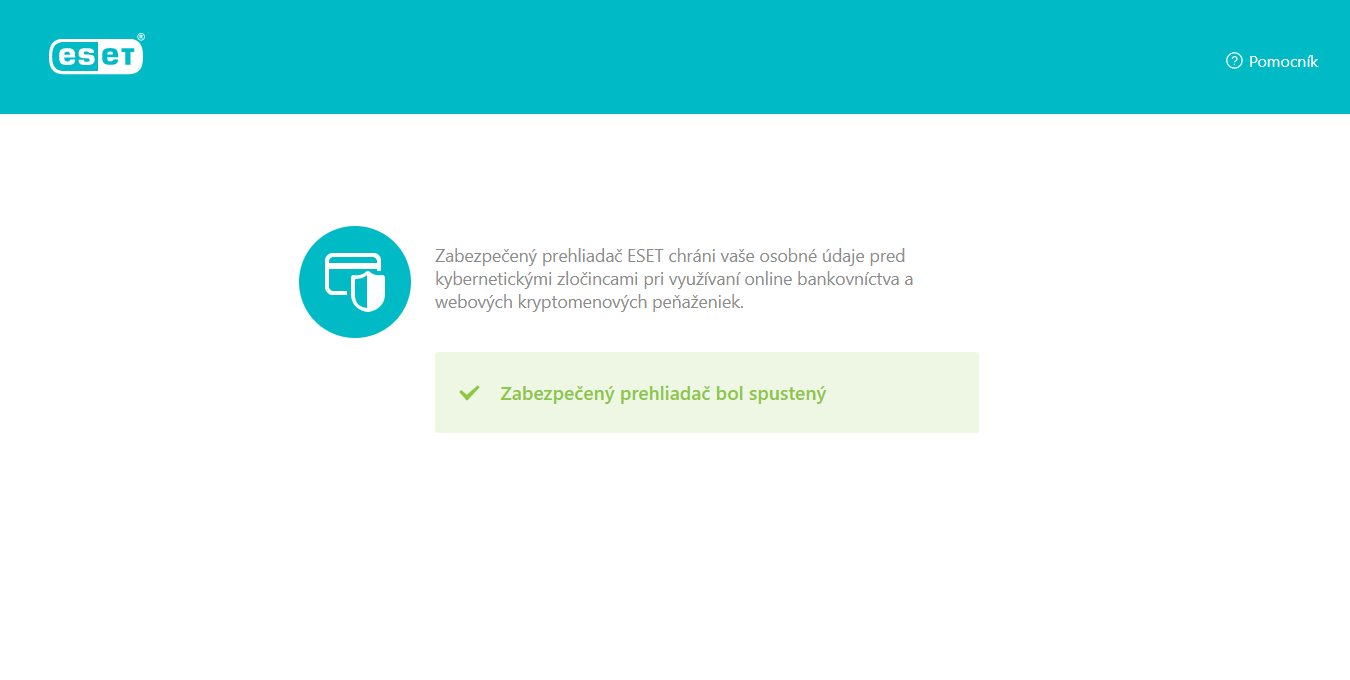 eset®
Pomocník
Zabezpečený prehliadač ESET chráni vaše osobné údaje pred
kybernetickými zločincami pri využívaní online bankovníctva a
webových kryptomenových peňaženiek.
Zabezpečený prehliadač bol spustený